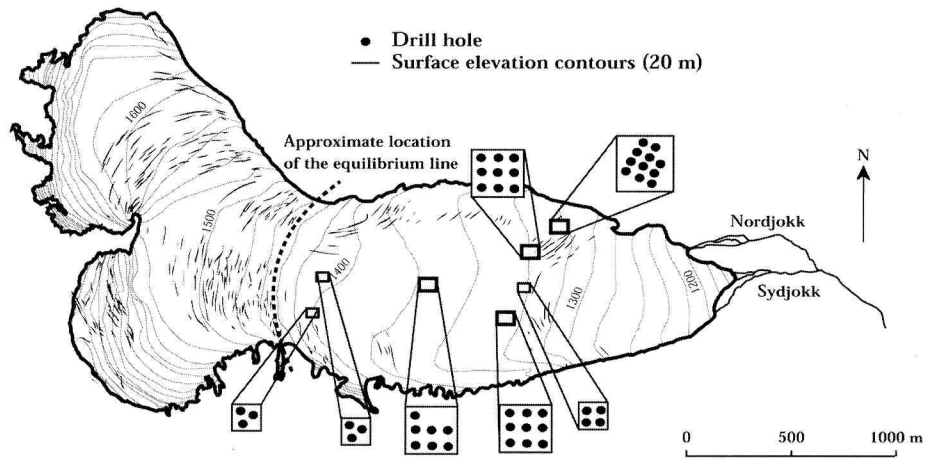 Drill hole
Surface elevation contours (20 m)
Approximate location
of the equilibrium line
N
1600
1500
1400
1300
1200
Nordjokk
Sydjokk
0 500 1000 m